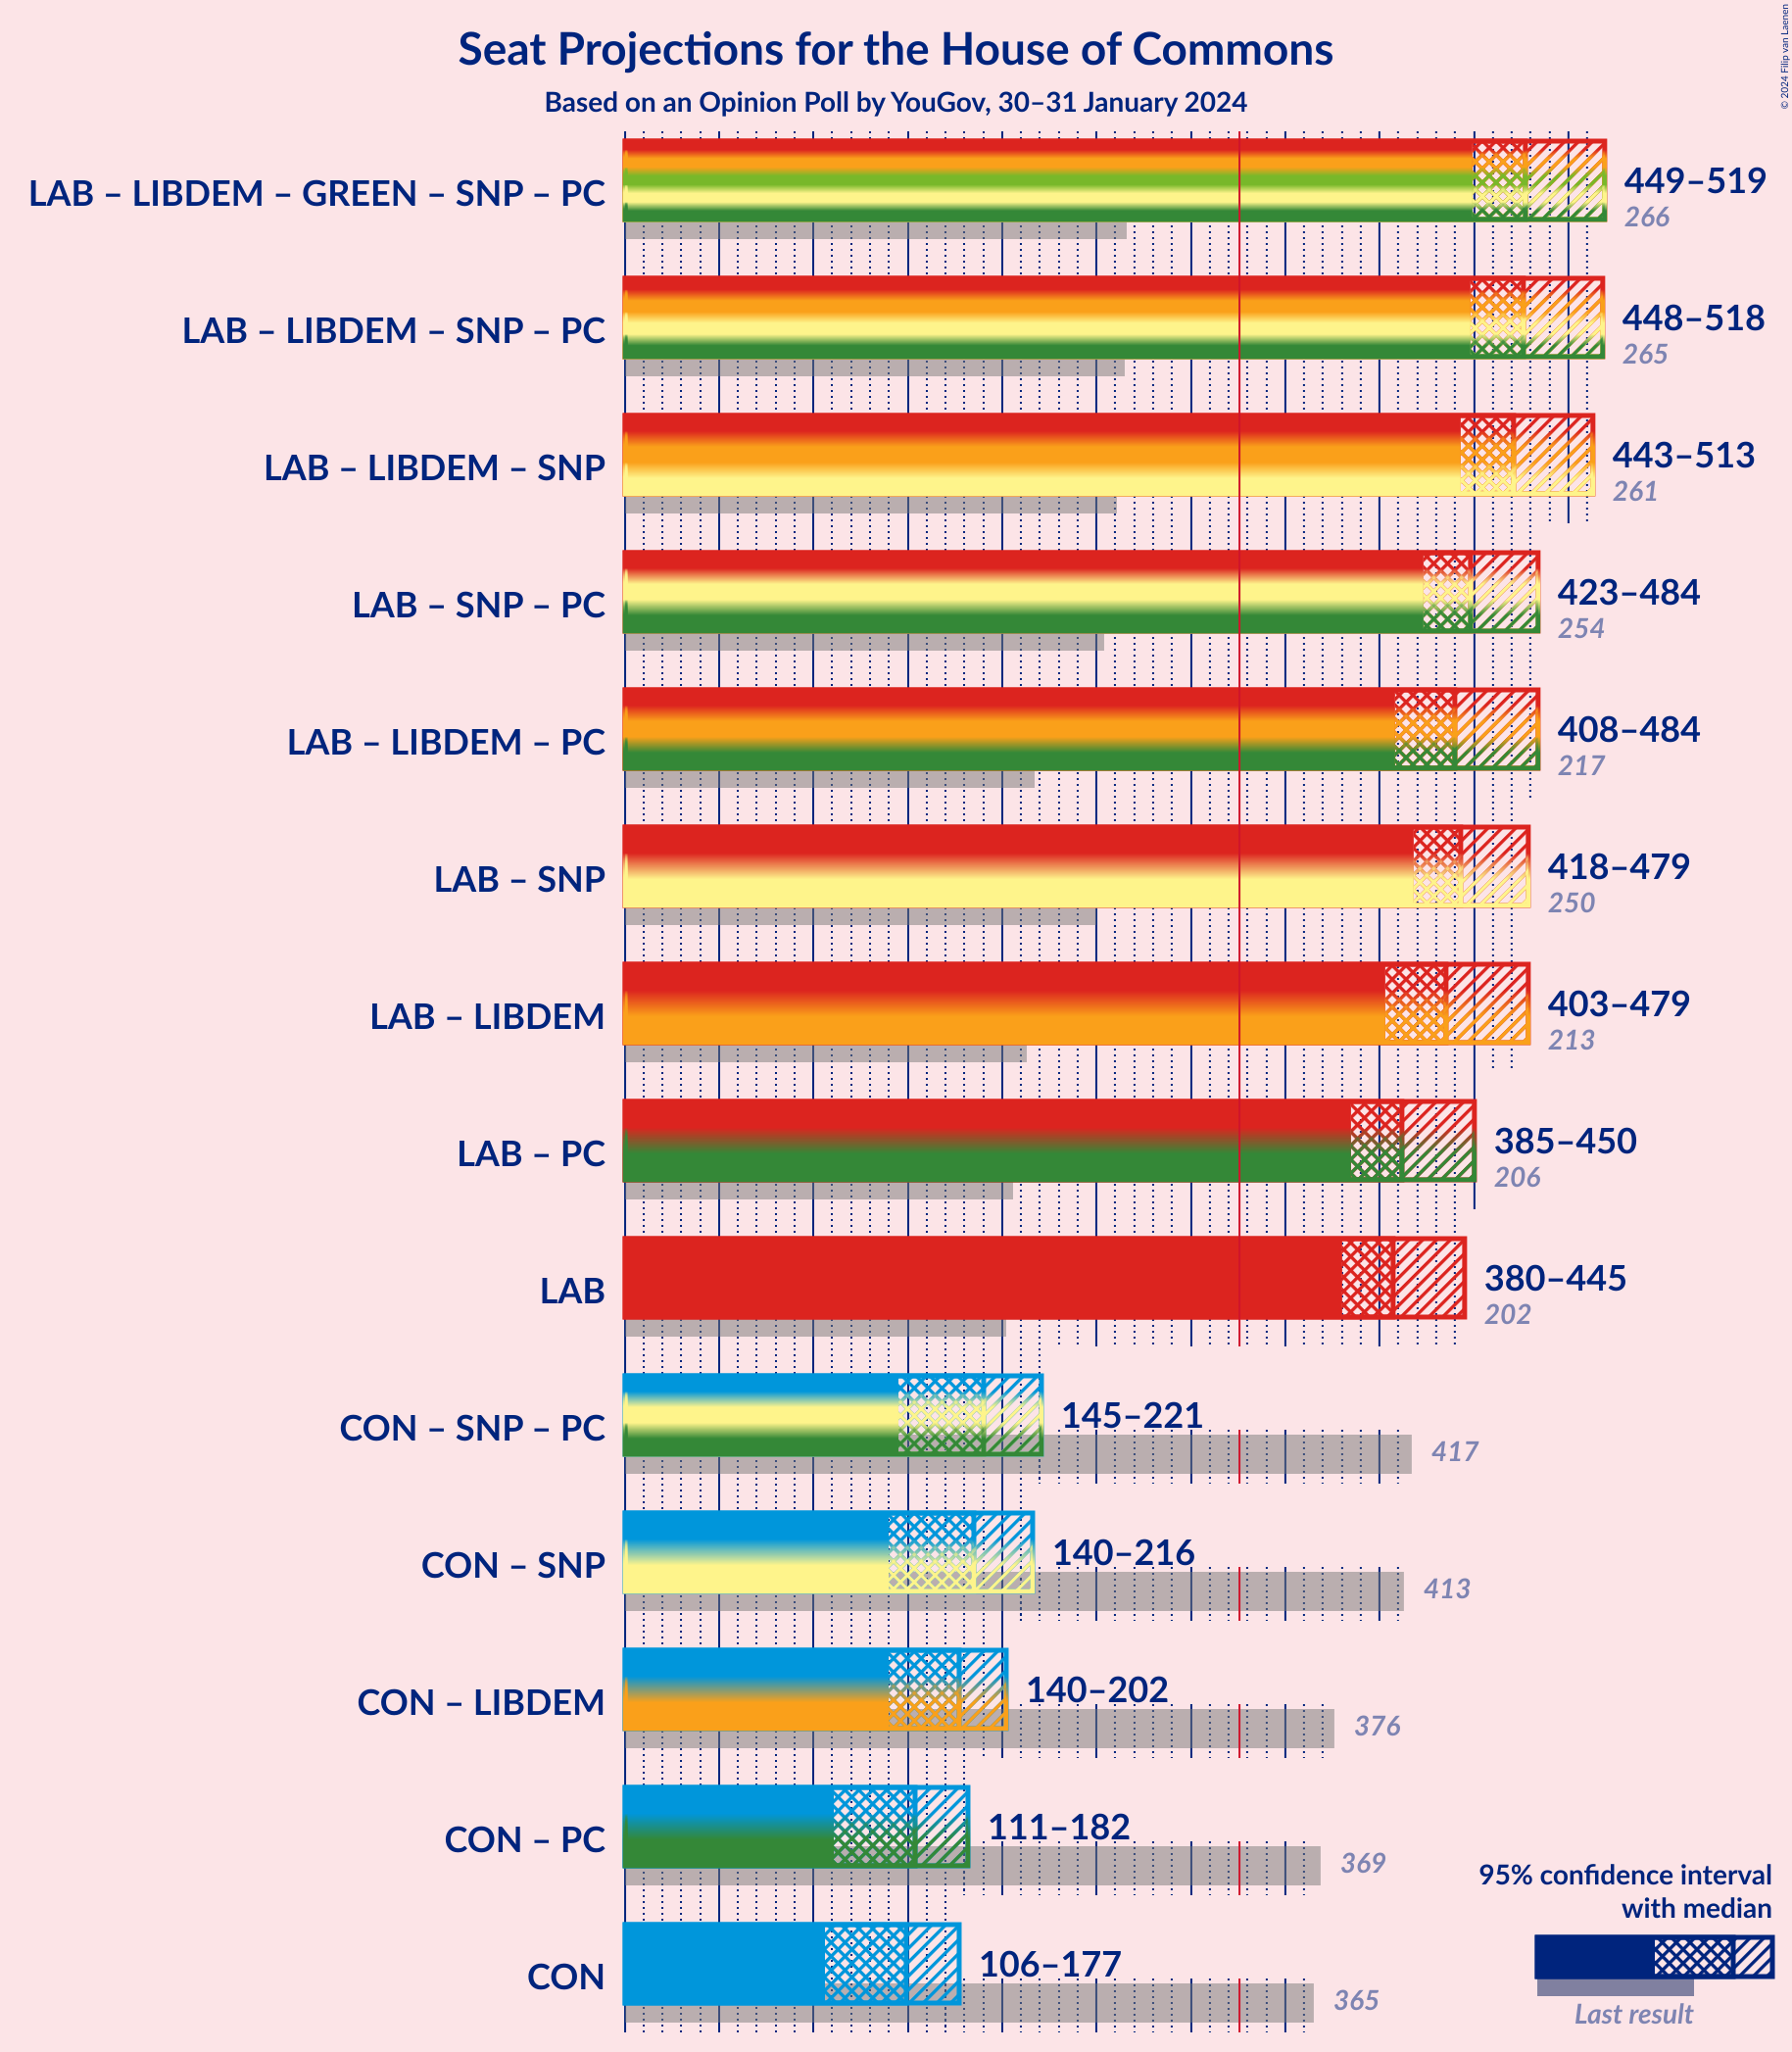 Seat Projections for the House of Commons
Based on an Opinion Poll by YouGov, 30–31 January 2024
© 2024 Filip van Laenen
LAB – LIBDEM – GREEN – SNP – PC
449–519
266
LAB – LIBDEM – SNP – PC
448–518
265
LAB – LIBDEM – SNP
443–513
261
LAB – SNP – PC
423–484
254
LAB – LIBDEM – PC
408–484
217
LAB – SNP
418–479
250
LAB – LIBDEM
403–479
213
LAB – PC
385–450
206
LAB
380–445
202
CON – SNP – PC
145–221
417
CON – SNP
140–216
413
CON – LIBDEM
140–202
376
CON – PC
111–182
369
CON
106–177
365
95% confidence interval
with median
Last result